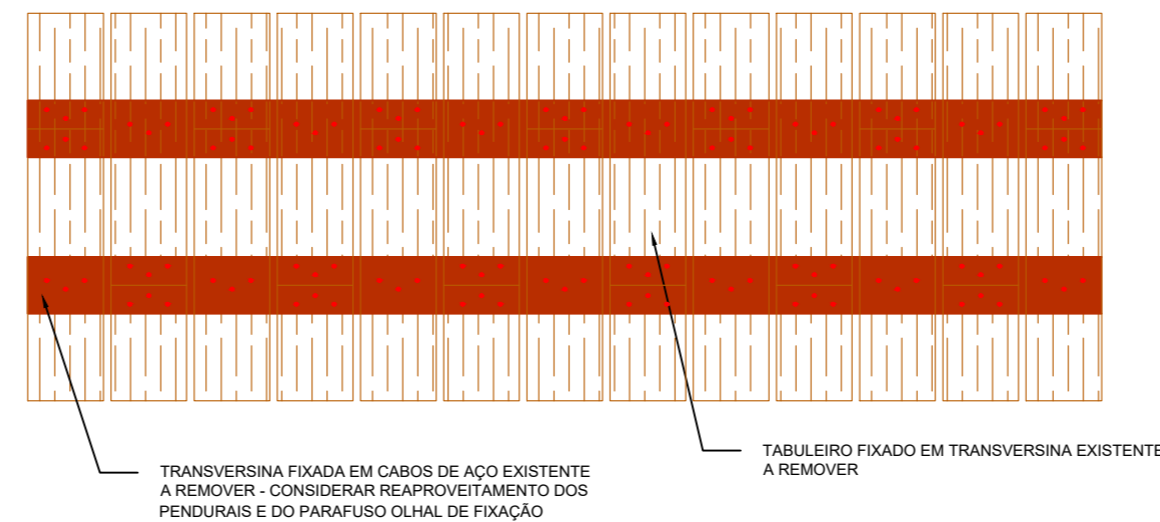 TRANSVERSINA FIXADA EM CABOS DE AÇO EXISTENTE
A REMOVER - CONSIDERAR REAPROVEITAMENTO DOS
PENDURAIS E DO PARAFUSO OLHAL DE FIXAÇÃO
TABULEIRO FIXADO EM TRANSVERSINA EXISTENTE
A REMOVER